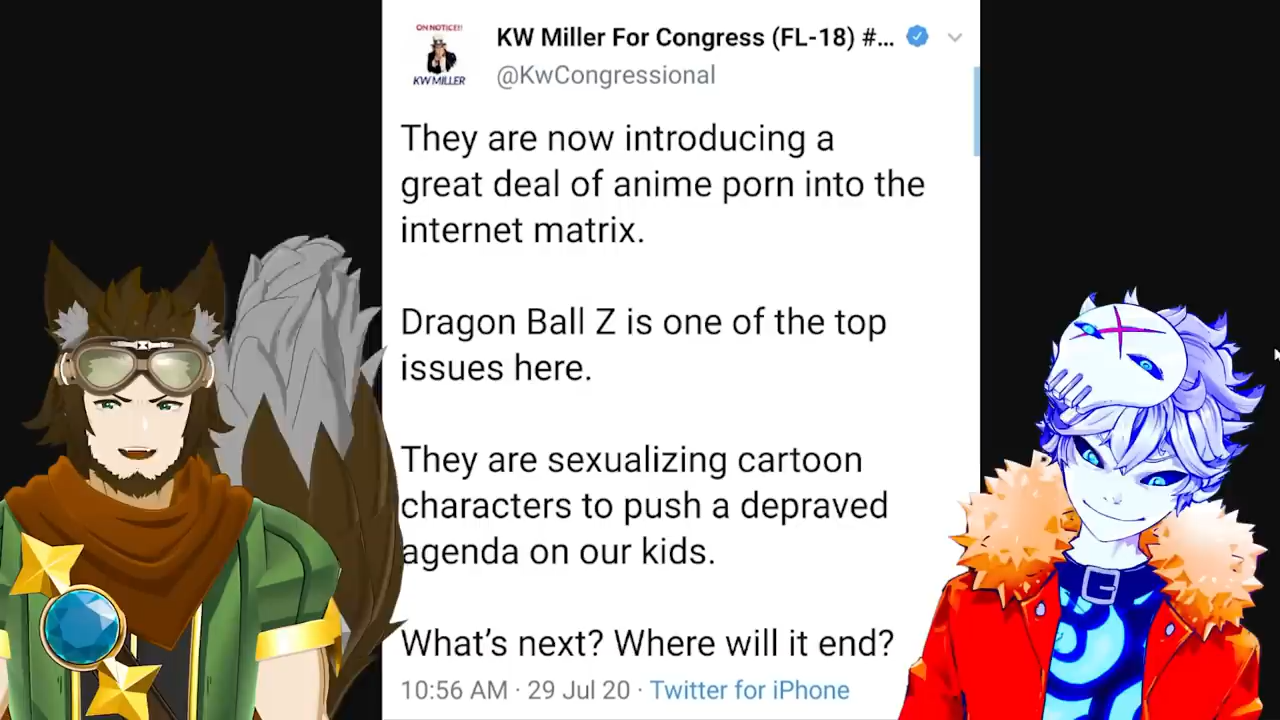 ON NOTICE!!
KW MILLER
KW Miller For Congress (FL-18) #...
@KwCongressional
They are now introducing a
great deal of anime porn into the
internet matrix.
Dragon Ball Z is one of the top
issues here.
They are sexualizing cartoon
characters to push a depraved
agenda on our kids.
What’s next? Where will it end?
10:56 AM · 29 Jul 20 · Twitter for iPhone